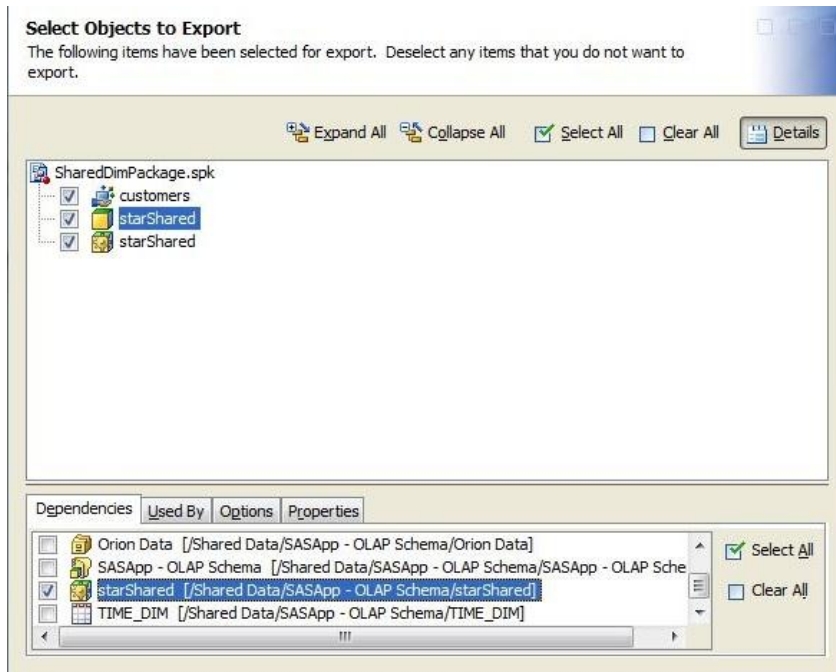 Select Objects to Export
The following items have been selected for export. Deselect any items that you do not want to
export.
Expand All Collapse All Select All Clear All Details
SharedDimPackage.spk
customers
starShared
starShared
Dependencies Used By Options Properties
Orion Data [/Shared Data/SASApp - OLAP Schema/Orion Data]
SASApp - OLAP Schema [/Shared Data/SASApp - OLAP Schema/SASApp - OLAP Sche
starShared [/Shared Data/SASApp - OLAP Schema/starShared]
TIME_DIM [/Shared Data/SASApp - OLAP Schema/TIME_DIM]
Select All
Clear All